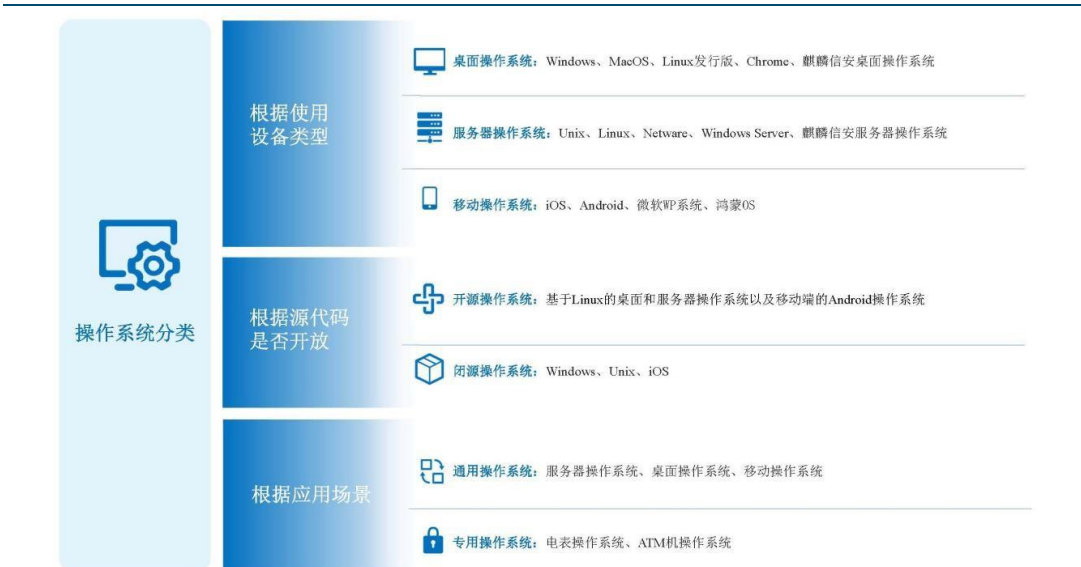 操作系统分类
根据使用
设备类型
桌面操作系统：Windows、MacOS、Linux发行版、Chrome、麒麟信安桌面操作系统
服务器操作系统：Unix、Linux、Netware、Windows Server、麒麟信安服务器操作系统
移动操作系统：iOS、Android、微软WP系统、鸿蒙OS
根据源代码
是否开放
开源操作系统：基于Linux的桌面和服务器操作系统以及移动端的Android操作系统
闭源操作系统：Windows、Unix、iOS
根据应用场景
通用操作系统：服务器操作系统、桌面操作系统、移动操作系统
专用操作系统：电表操作系统、ATM机操作系统